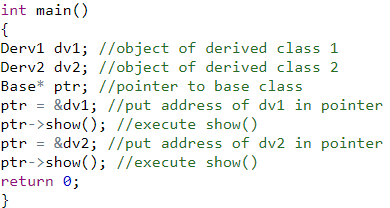 int main()
{
Derv1 dv1; //object of derived class 1
Derv2 dv2; //object of derived class 2
Base* ptr; //pointer to base class
ptr = &dv1; //put address of dv1 in pointer
ptr->show(); //execute show()
ptr = &dv2; //put address of dv2 in pointer
ptr->show(); //execute show()
return 0;
}